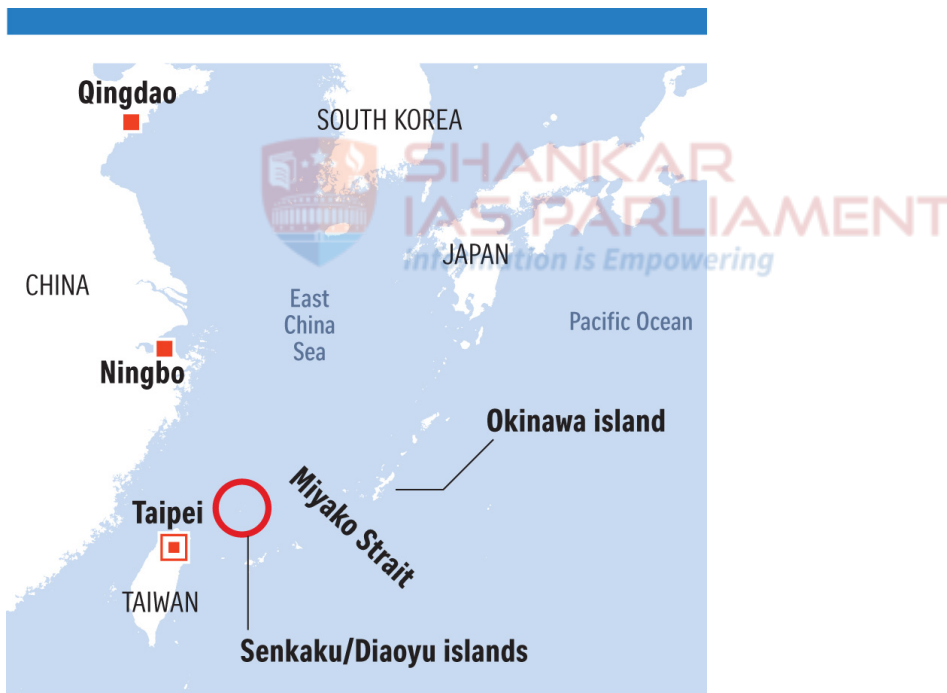 Qingdao
SOUTH KOREA
SHANKAR
IAS PARLIAMENT
Information is Empowering
JAPAN
CHINA
East
China
Sea
Pacific Ocean
Ningbo
Okinawa island
Miyako Strait
Taipei
TAIWAN
Senkaku/Diaoyu islands